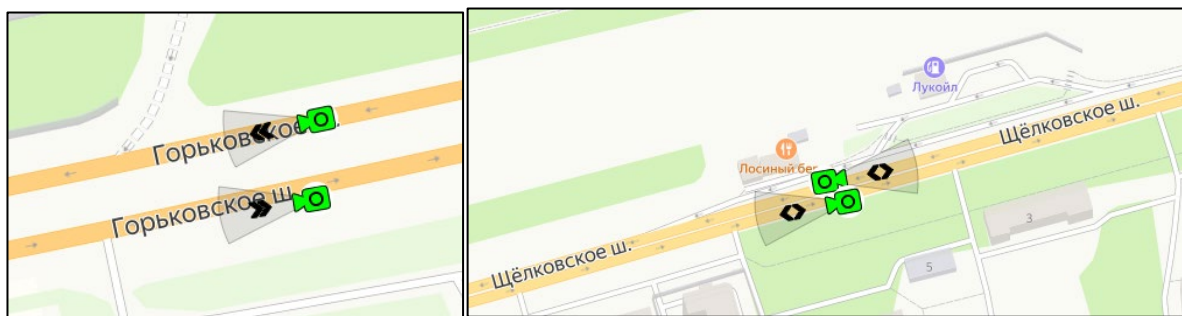 Горьковское ш.
Горьковское ш.
Лукойл
Щёлковское ш.
Лосиный бег
3
5
Щёлковское ш.